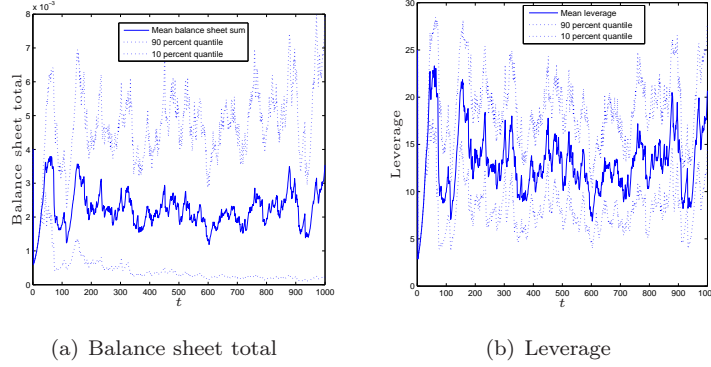 x 10⁻³
8
7
6
5
4
3
2
1
0
Balance sheet total
Mean balance sheet sum
90 percent quantile
10 percent quantile
0 100 200 300 400 500 600 700 800 900 1000
t
(a) Balance sheet total
30
25
20
15
10
5
0
Leverage
Mean leverage
90 percent quantile
10 percent quantile
0 100 200 300 400 500 600 700 800 900 1000
t
(b) Leverage